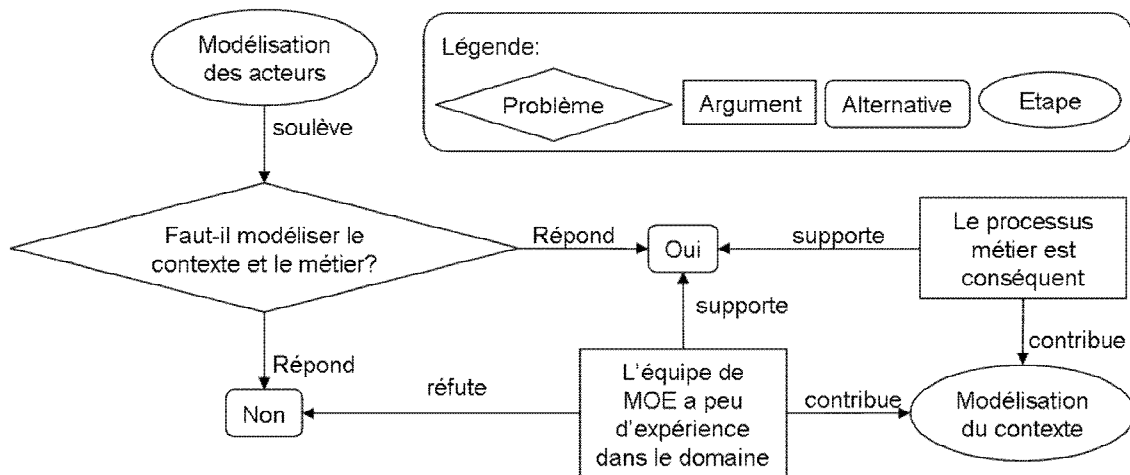 Modélisation
des acteurs
Légende:
Problème
Argument
Alternative
Etape
soulève
Faut-il modéliser le
contexte et le métier?
Répond
Oui
supporte
Le processus
métier est
conséquent
supporte
contribue
Répond
Non
réfute
L'équipe de
MOE a peu
d'expérience
dans le domaine
contribue
Modélisation
du contexte